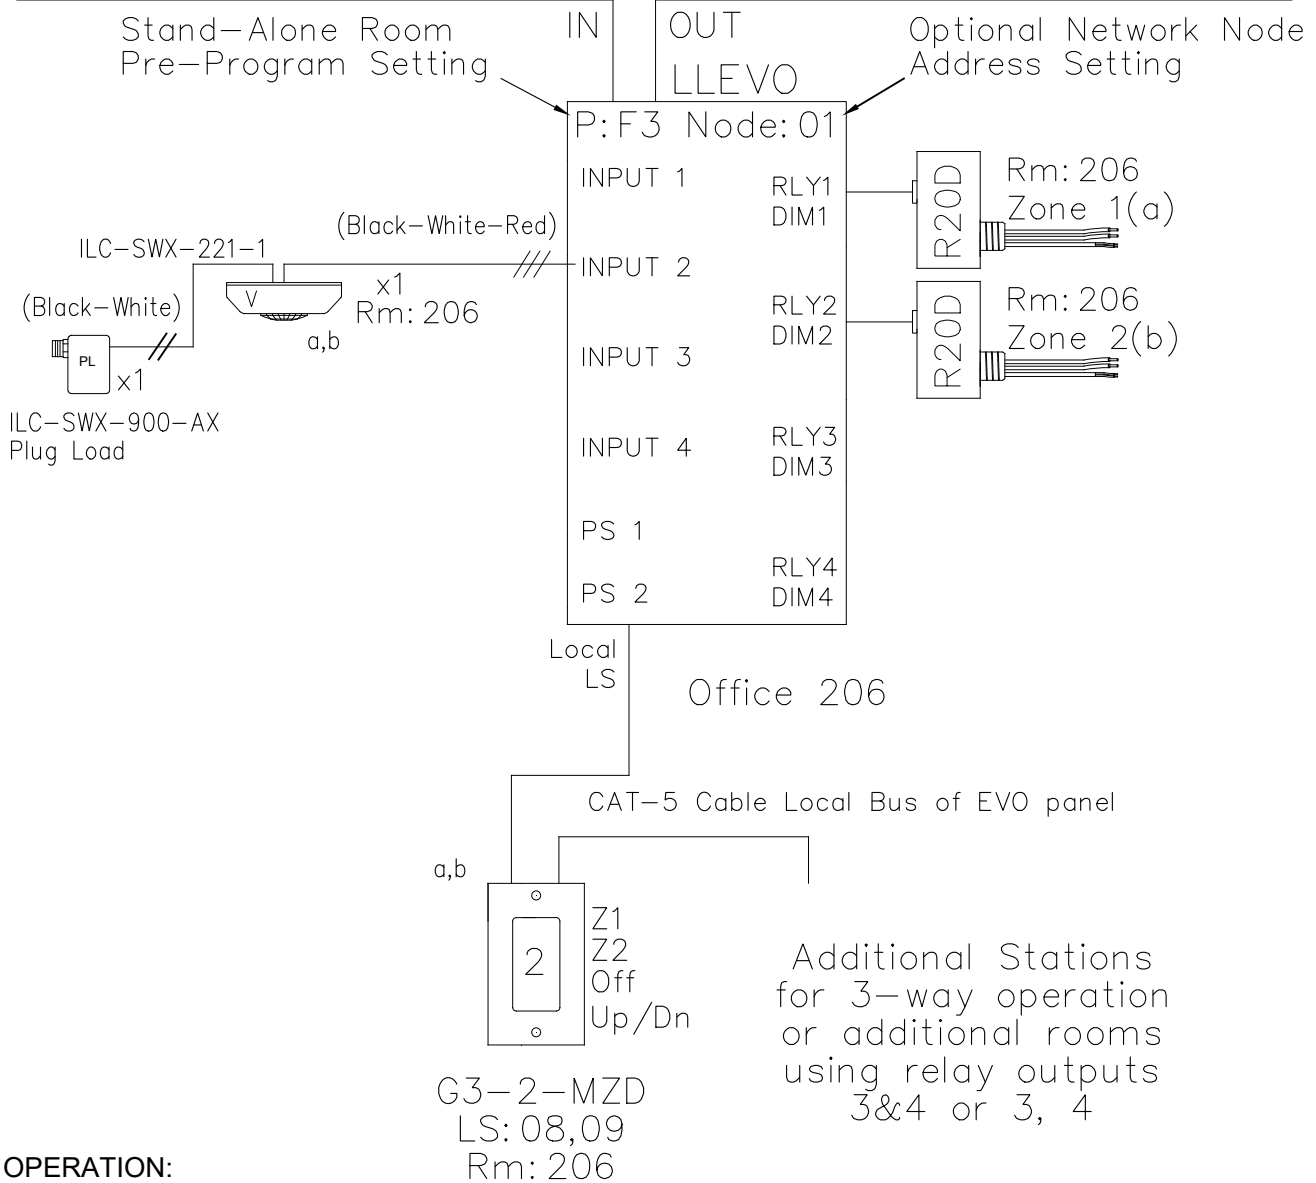 Stand-Alone Room
Pre-Program Setting
IN
OUT
LLEVO
Optional Network Node
Address Setting
P:F3 Node:01
INPUT 1
INPUT 2
INPUT 3
INPUT 4
PS 1
PS 2
RLY1
DIM1
RLY2
DIM2
RLY3
DIM3
RLY4
DIM4
R20D
Rm:206
Zone 1(a)
R20D
Rm:206
Zone 2(b)
(Black-White-Red)
ILC-SWX-221-1
V
x1
Rm:206
a,b
(Black-White)
PL
x1
ILC-SWX-900-AX
Plug Load
Local
LS
Office 206
CAT-5 Cable Local Bus of EVO panel
a,b
2
Z1
Z2
Off
Up/Dn
G3-2-MZD
LS:08,09
Rm:206
Additional Stations
for 3-way operation
or additional rooms
using relay outputs
3&4 or 3, 4
OPERATION: